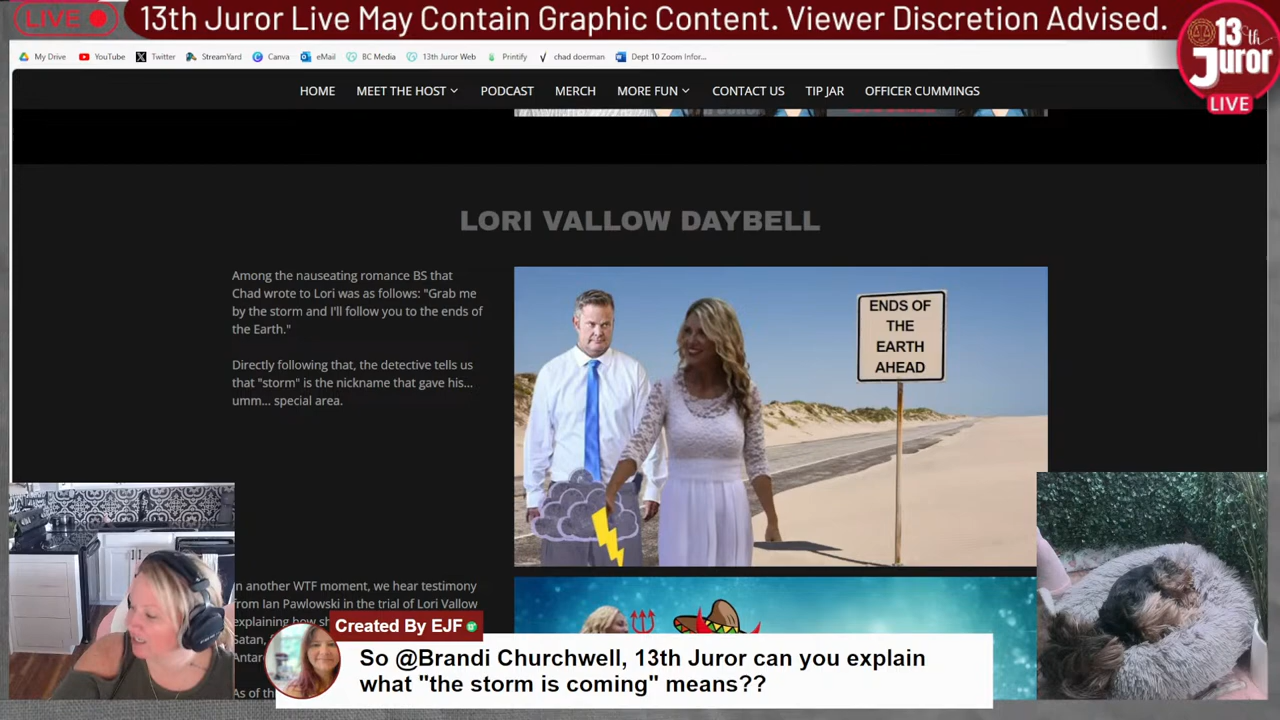 LIVE
13th Juror Live May Contain Graphic Content. Viewer Discretion Advised.
13th
Juror
LIVE
My Drive YouTube Twitter StreamYard Canva eMail BC Media 13th Juror Web Printify chad doerman Dept 10 Zoom Infor...
HOME MEET THE HOST PODCAST MERCH MORE FUN CONTACT US TIP JAR OFFICER CUMMINGS
LORI VALLOW DAYBELL
Among the nauseating romance BS that
Chad wrote to Lori was as follows: "Grab me
by the storm and I'll follow you to the ends of
the Earth."
Directly following that, the detective tells us
that "storm" is the nickname that gave his...
umm... special area.
ENDS OF
THE
EARTH
AHEAD
In another WTF moment, we hear testimony
from Ian Pawlowski in the trial of Lori Vallow
explaining how
Satan,
As of
Created By EJF
So @Brandi Churchwell, 13th Juror can you explain
what "the storm is coming" means??